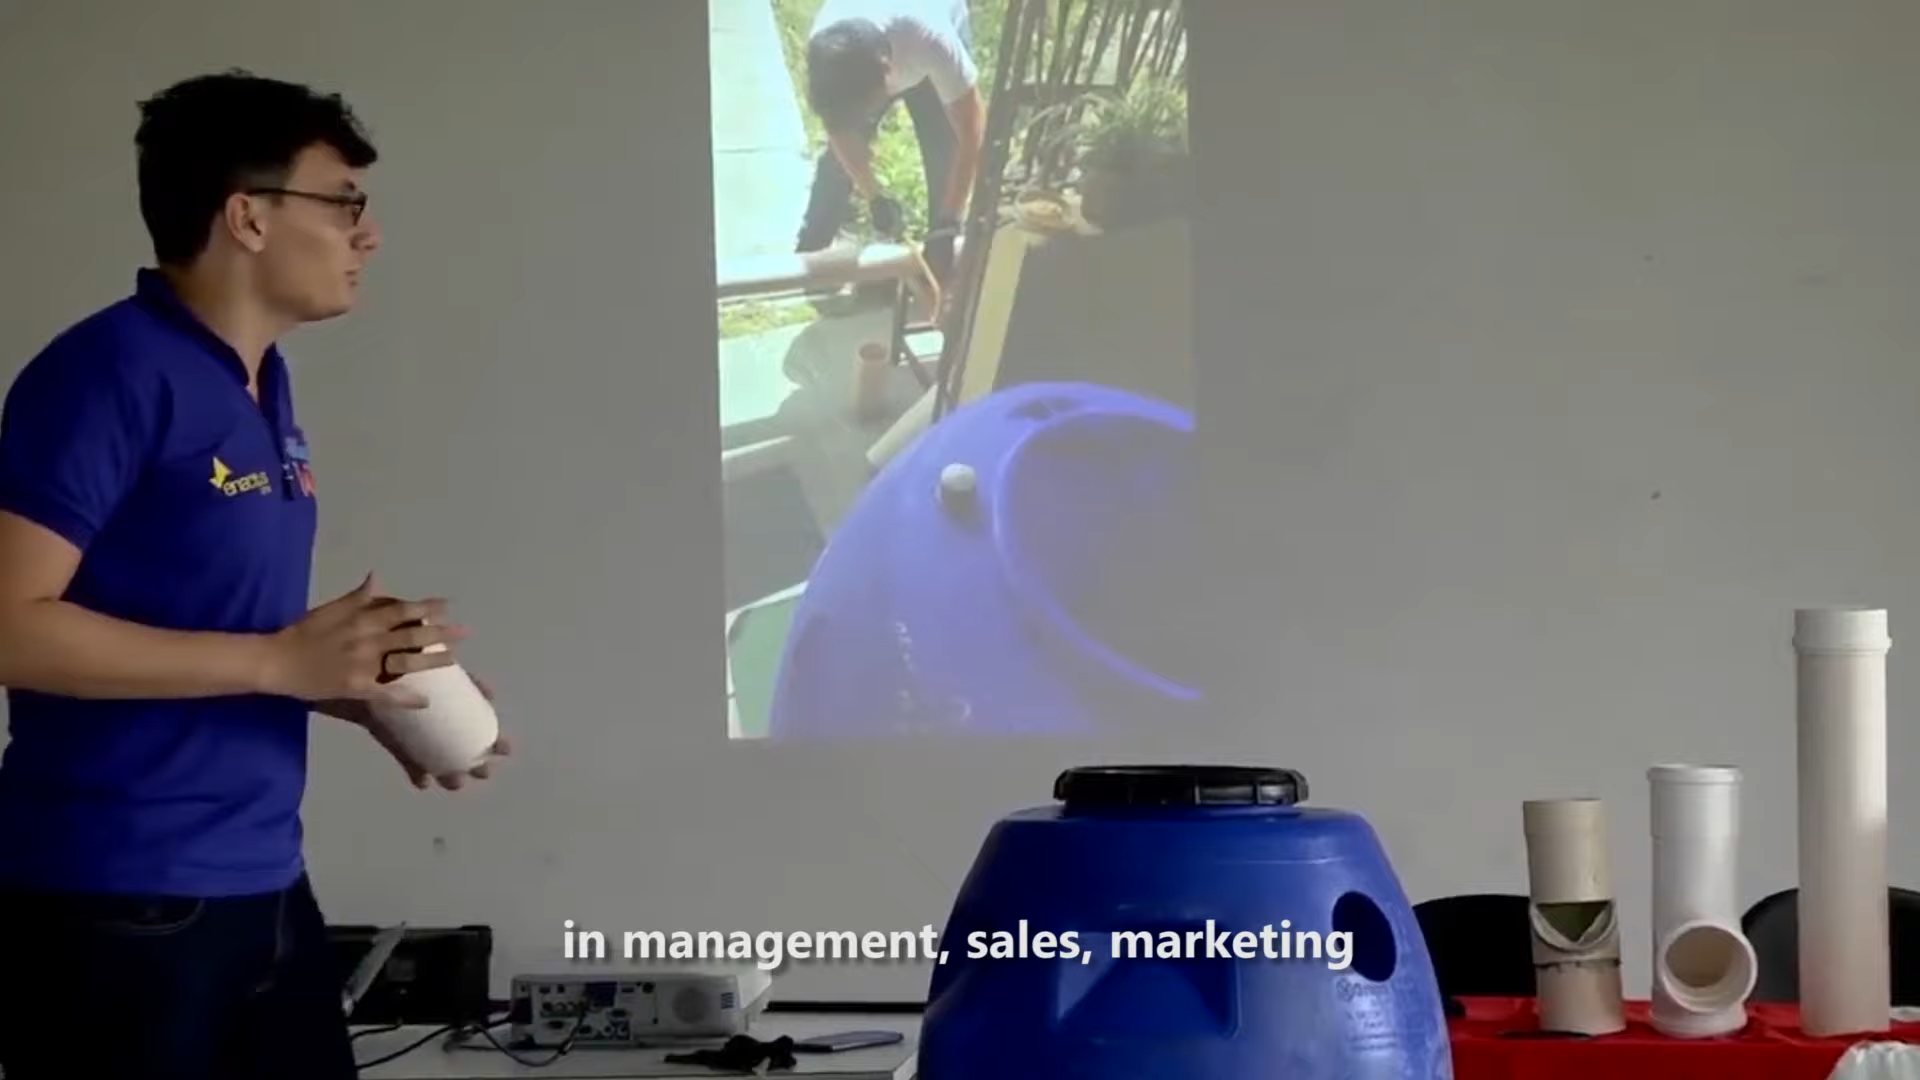 enactus
in management, sales, marketing